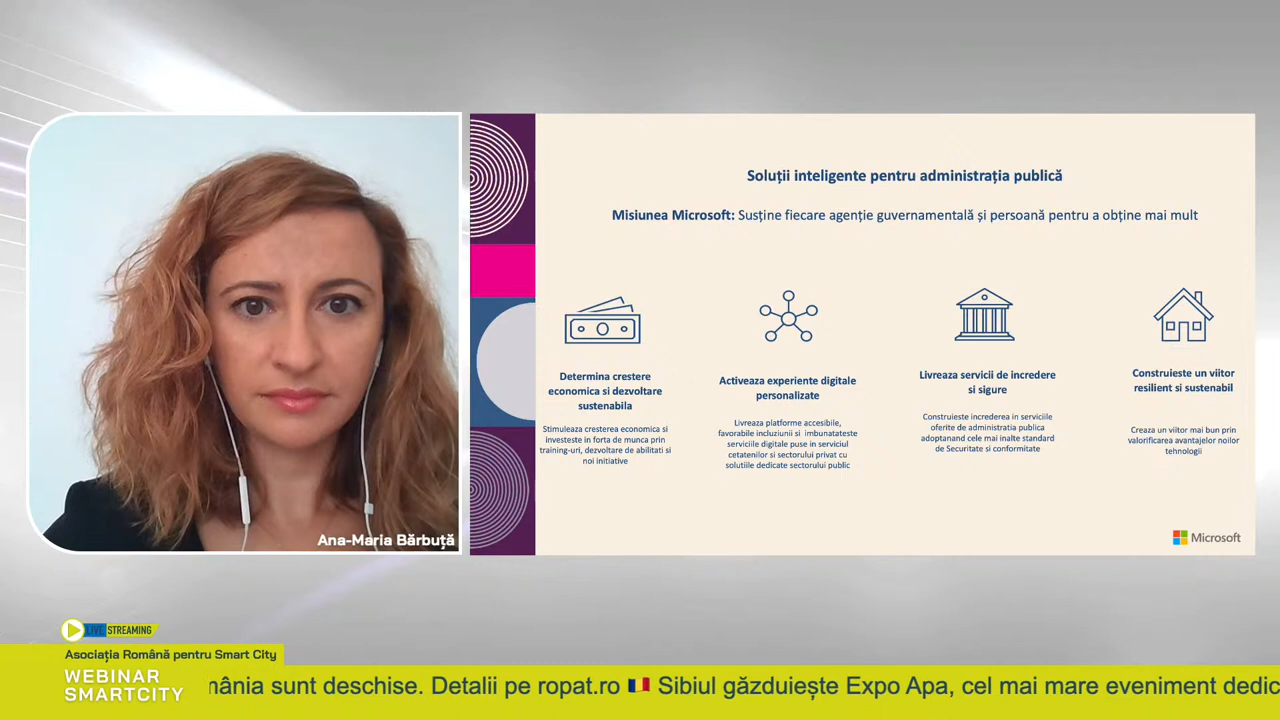 Soluții inteligente pentru administrația publică
Misiunea Microsoft: Susține fiecare agenție guvernamentală și persoană pentru a obține mai mult
Determina crestere
economica si dezvoltare
sustenabila
Stimuleaza cresterea economica si
investeste in forta de munca prin
training-uri, dezvoltare de abilitati si
noi initiative
Activeaza experiente digitale
personalizate
Livreaza platforme accesibile,
favorabile incluziunii si imbunatateste
serviciile digitale puse in serviciul
cetatenilor si sectorului privat cu
solutiile dedicate sectorului public
Livreaza servicii de incredere
si sigure
Construieste increderea in serviciile
oferite de administratia publica
adoptanand cele mai inalte standard
de Securitate si conformitate
Construieste un viitor
resilient si sustenabil
Creaza un viitor mai bun prin
valorificarea avantajelor noilor
tehnologii
Microsoft
Ana-Maria Bărbuță
LIVE STREAMING
Asociația Română pentru Smart City
WEBINAR
SMARTCITY
mânia sunt deschise. Detalii pe ropat.ro 🇷🇴 Sibiul găzduiește Expo Apa, cel mai mare eveniment dedic